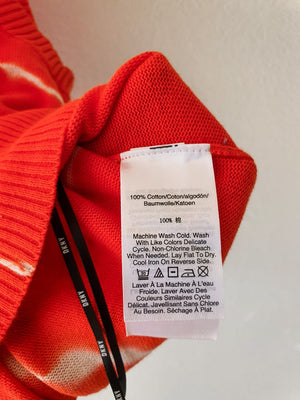 100% Cotton/Coton/algodón/
Baumwolle/Katoen
100% 棉
Machine Wash Cold. Wash
With Like Colors Delicate
Cycle. Non-Chlorine Bleach
When Needed. Lay Flat To Dry.
Cool Iron On Reverse Side.
Laver À La Machine À L'eau
Froide. Laver Avec Des
Couleurs Similaires Cycle
Délicat. Javellisant Sans Chlore
Au Besoin. Séchage À Plat.
DKNY
DKNY
DKNY